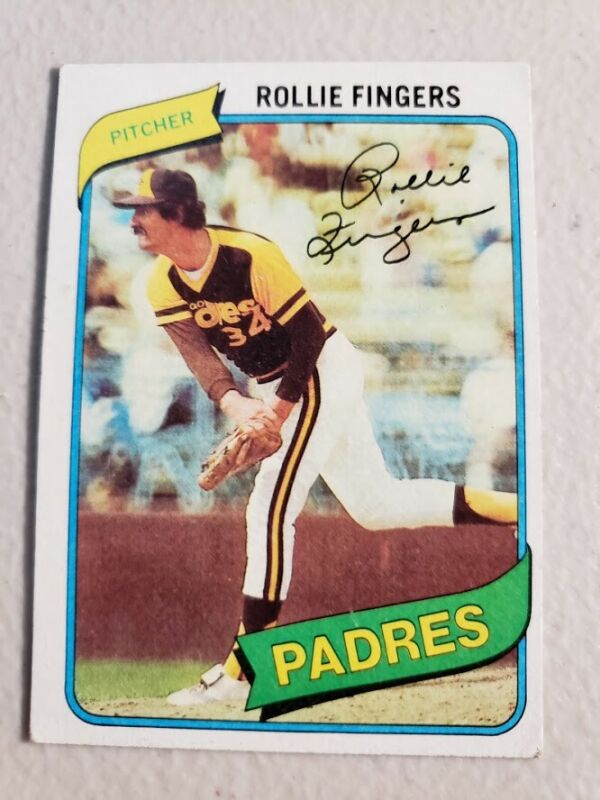 PITCHER
ROLLIE FINGERS
Rollie
Fingers
34
PADRES